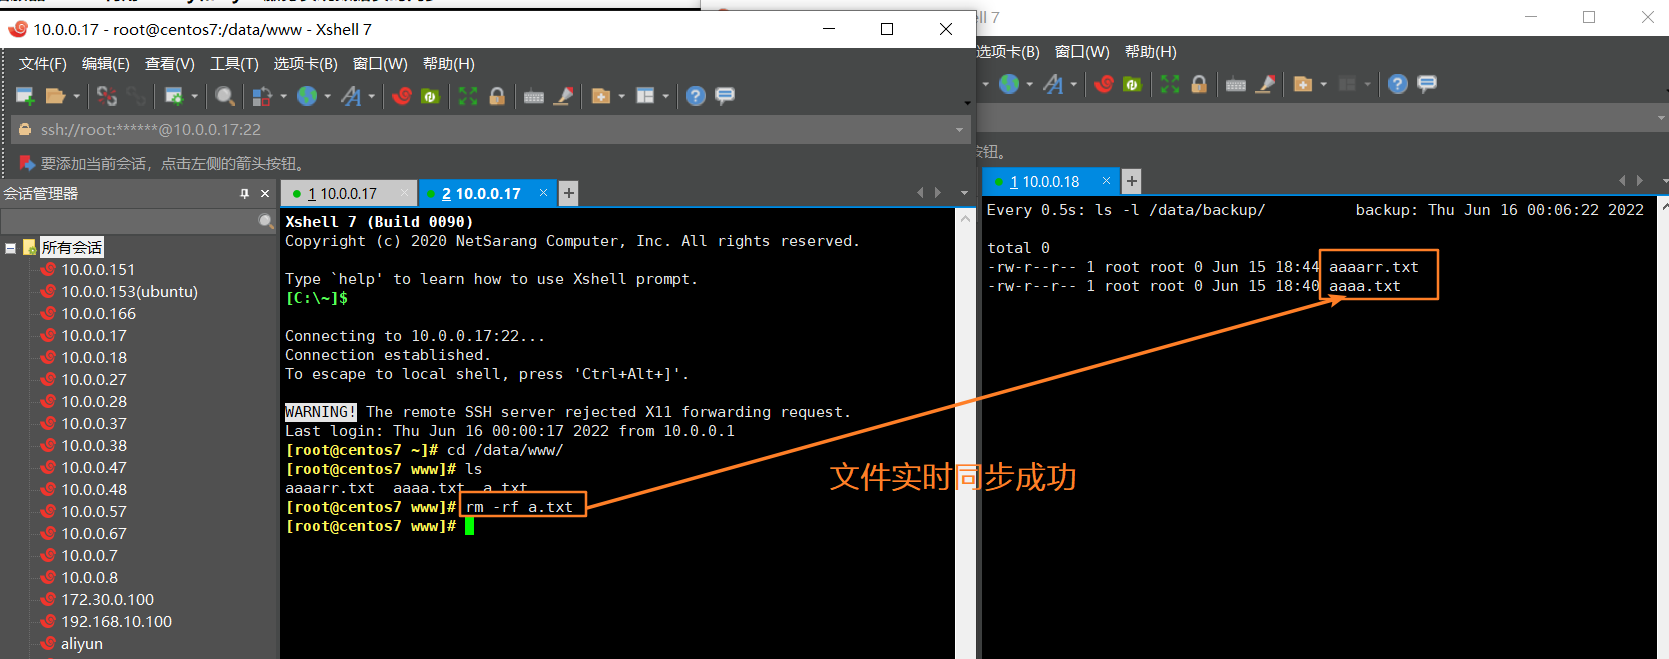 10.0.0.17 - root@centos7:/data/www - Xshell 7
文件(F) 编辑(E) 查看(V) 工具(T) 选项卡(B) 窗口(W) 帮助(H)
ssh://root:******@10.0.0.17:22
要添加当前会话，点击左侧的箭头按钮。
会话管理器
所有会话
10.0.0.151
10.0.0.153(ubuntu)
10.0.0.166
10.0.0.17
10.0.0.18
10.0.0.27
10.0.0.28
10.0.0.37
10.0.0.38
10.0.0.47
10.0.0.48
10.0.0.57
10.0.0.67
10.0.0.7
10.0.0.8
172.30.0.100
192.168.10.100
aliyun
1 10.0.0.17
2 10.0.0.17
Xshell 7 (Build 0090)
Copyright (c) 2020 NetSarang Computer, Inc. All rights reserved.
Type `help' to learn how to use Xshell prompt.
[C:\~]$
Connecting to 10.0.0.17:22...
Connection established.
To escape to local shell, press 'Ctrl+Alt+]'.
WARNING! The remote SSH server rejected X11 forwarding request.
Last login: Thu Jun 16 00:00:17 2022 from 10.0.0.1
[root@centos7 ~]# cd /data/www/
[root@centos7 www]# ls
aaaarr.txt  aaaa.txt  a.txt
[root@centos7 www]# rm -rf a.txt
[root@centos7 www]#
文件实时同步成功
ll 7
选项卡(B) 窗口(W) 帮助(H)
按钮。
1 10.0.0.18
Every 0.5s: ls -l /data/backup/ backup: Thu Jun 16 00:06:22 2022
total 0
-rw-r--r-- 1 root root 0 Jun 15 18:44 aaaarr.txt
-rw-r--r-- 1 root root 0 Jun 15 18:40 aaaa.txt